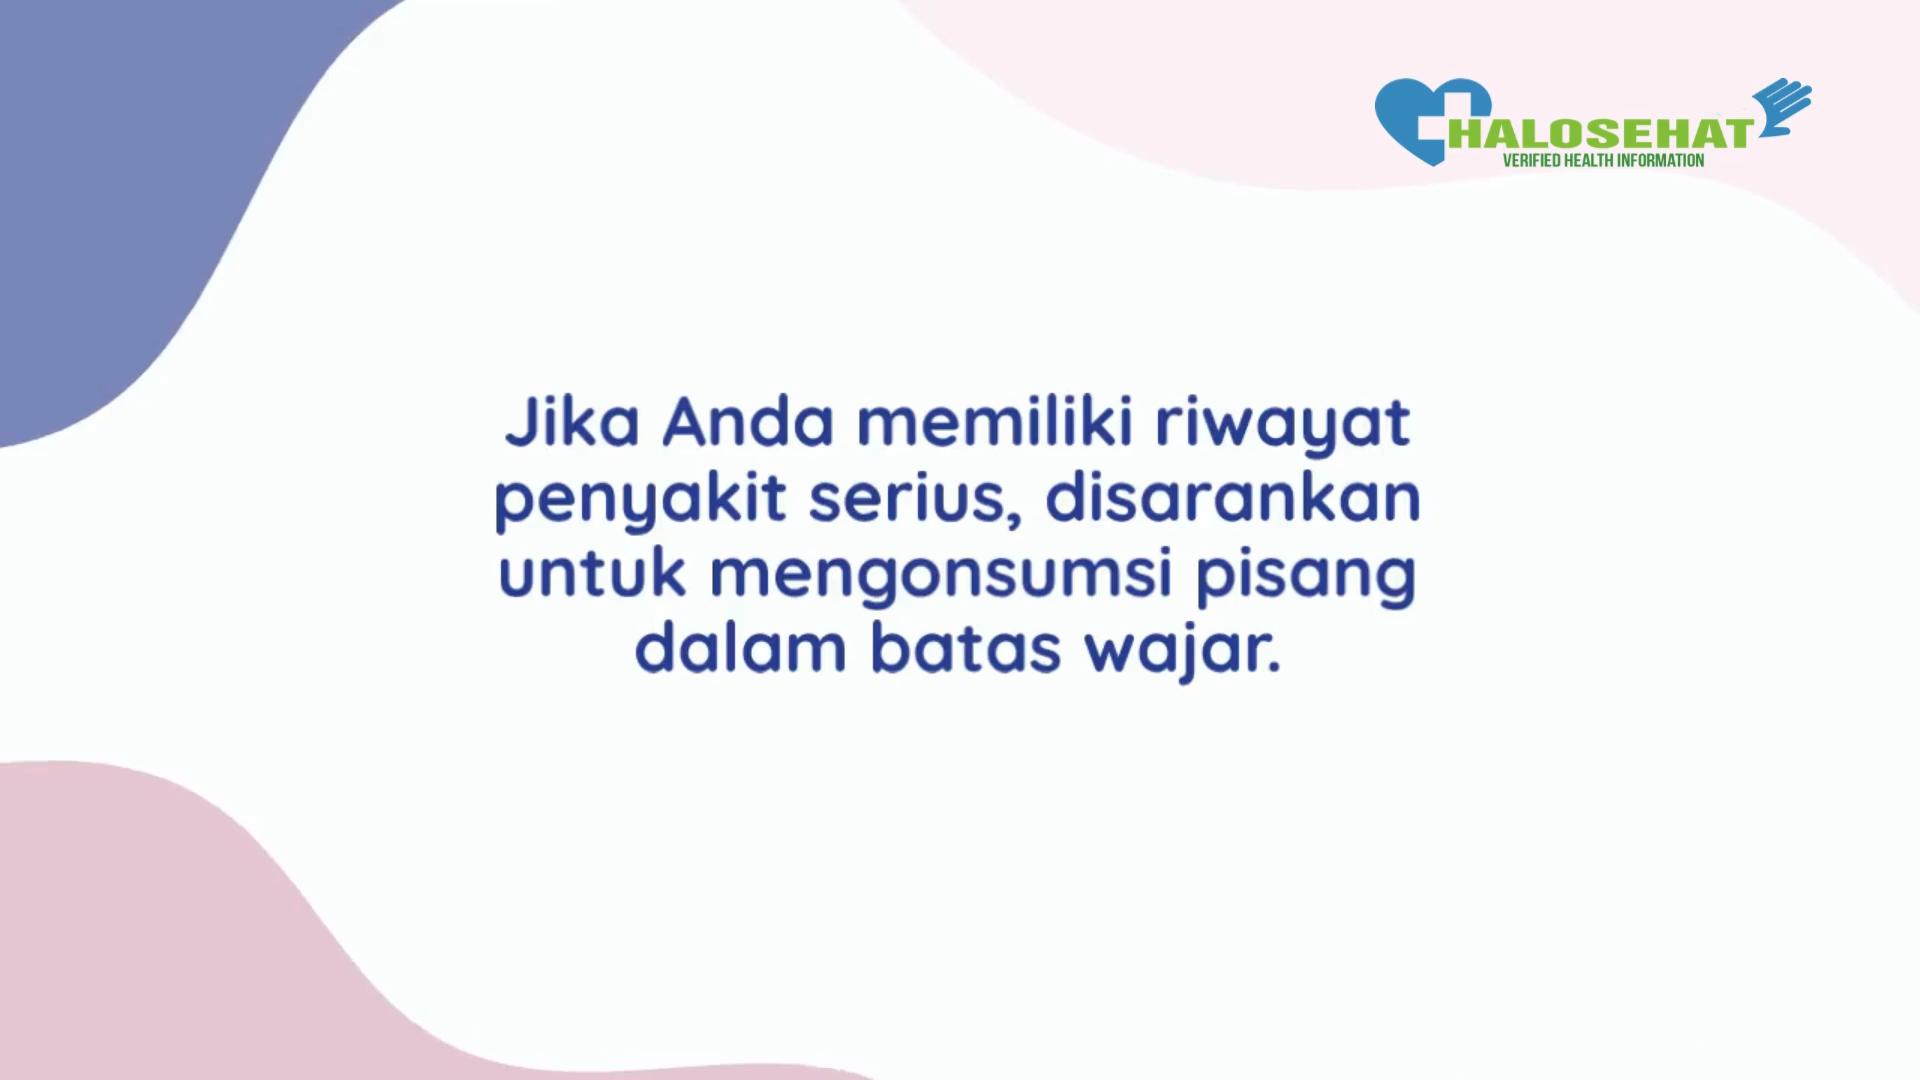 HALOSEHAT
VERIFIED HEALTH INFORMATION
Jika Anda memiliki riwayat
penyakit serius, disarankan
untuk mengonsumsi pisang
dalam batas wajar.